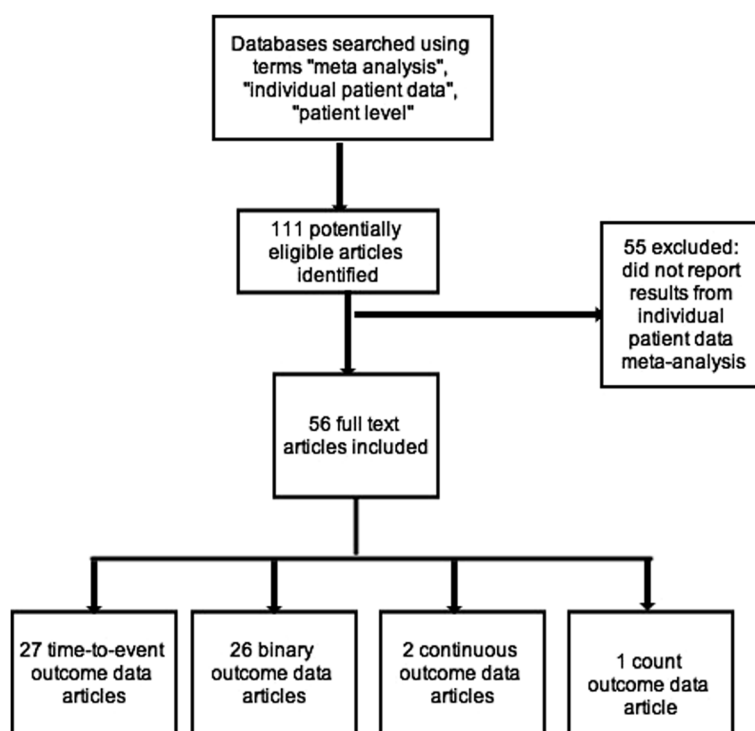 Databases searched using
terms "meta analysis",
"individual patient data",
"patient level"
111 potentially
eligible articles
identified
55 excluded:
did not report
results from
individual
patient data
meta-analysis
56 full text
articles included
27 time-to-event
outcome data
articles
26 binary
outcome data
articles
2 continuous
outcome data
articles
1 count
outcome data
article